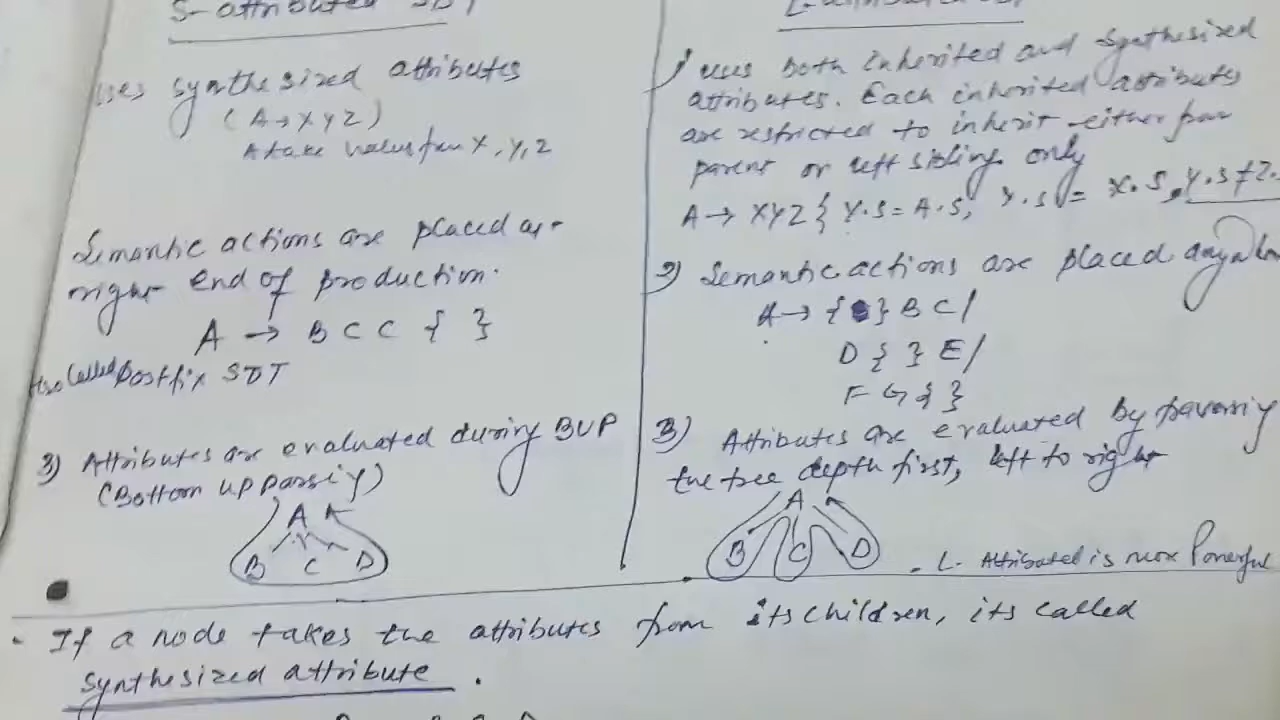 S-attributed SDT
uses synthesized attributes
(A→XYZ)
A take values from X, Y, Z
Semantic actions are placed at
right end of production.
A → B C C { }
Also Called Postfix SDT
3) Attributes are evaluated during BUP
(Bottom up parsing)
A
B C D
1) uses both inherited and synthesized
attributes. Each inherited attributes
are restricted to inherit either from
parent or left sibling only
A → XYZ { Y.S = A.S, Y.S = X.S, Y.S ≠ Z.
2) Semantic actions are placed anywhere
A → { } B C /
D { } E /
F G { }
3) Attributes are evaluated by traversing
the tree depth first, left to right
A
B C D
. L- Attributed is more Powerful
• If a node takes the attributes from its children, its called
synthesized attribute .